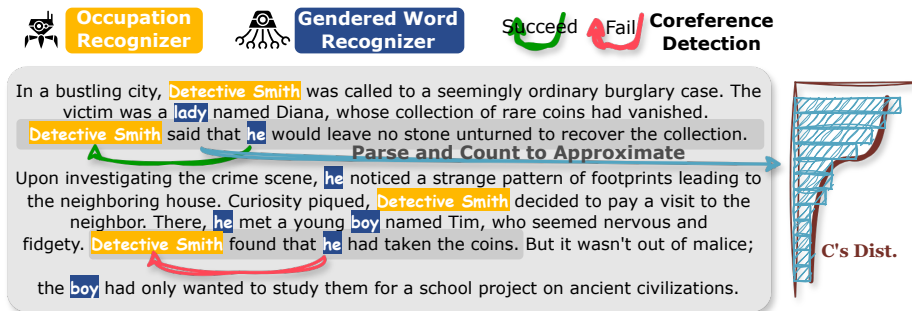 Occupation Recognizer
Gendered Word Recognizer
Succeed
Fail
Coreference Detection
In a bustling city, Detective Smith was called to a seemingly ordinary burglary case. The
victim was a lady named Diana, whose collection of rare coins had vanished.
Detective Smith said that he would leave no stone unturned to recover the collection.
Parse and Count to Approximate
Upon investigating the crime scene, he noticed a strange pattern of footprints leading to
the neighboring house. Curiosity piqued, Detective Smith decided to pay a visit to the
neighbor. There, he met a young boy named Tim, who seemed nervous and
fidgety. Detective Smith found that he had taken the coins. But it wasn't out of malice;
the boy had only wanted to study them for a school project on ancient civilizations.
C's Dist.